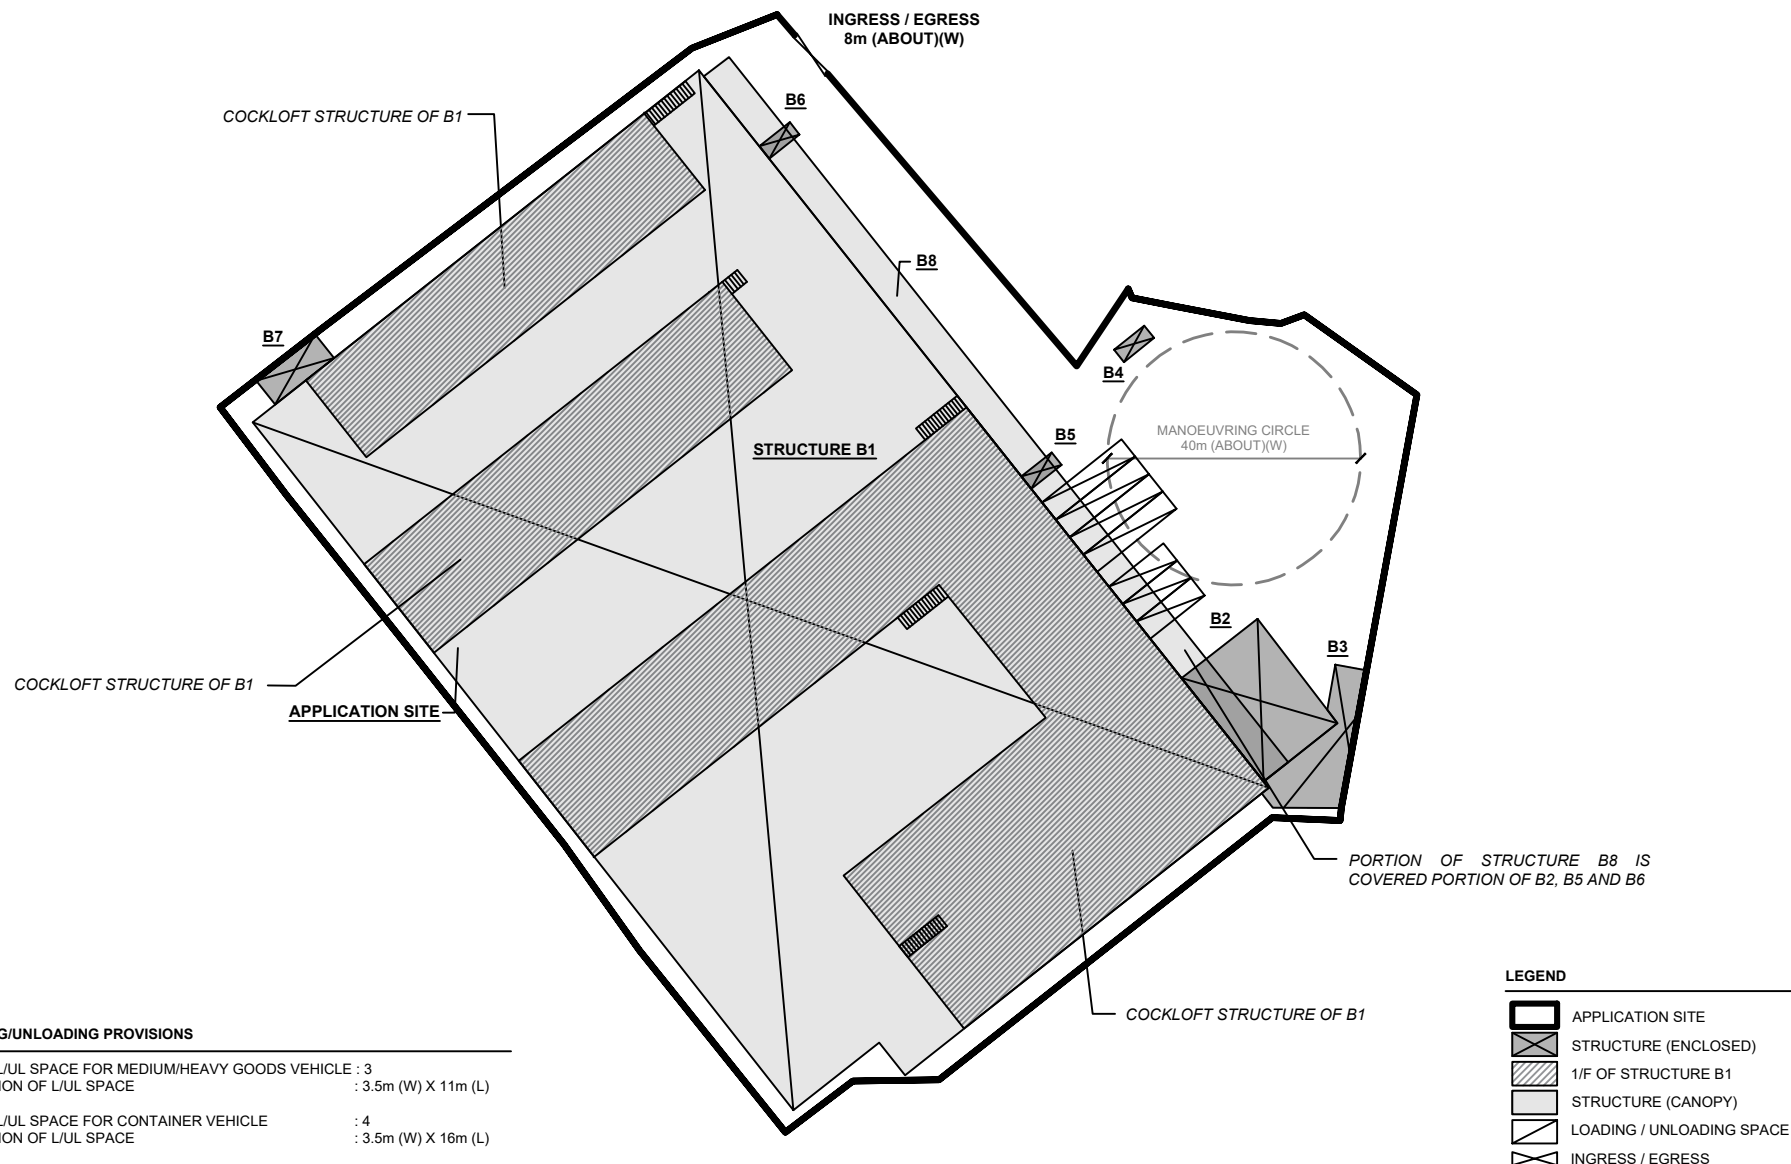 INGRESS / EGRESS
8m (ABOUT)(W)
COCKLOFT STRUCTURE OF B1
B6
B8
B7
B4
MANOEUVRING CIRCLE
40m (ABOUT)(W)
B5
STRUCTURE B1
B2
B3
COCKLOFT STRUCTURE OF B1
APPLICATION SITE
PORTION OF STRUCTURE B8 IS
COVERED PORTION OF B2, B5 AND B6
COCKLOFT STRUCTURE OF B1
G/UNLOADING PROVISIONS
L/UL SPACE FOR MEDIUM/HEAVY GOODS VEHICLE : 3
ION OF L/UL SPACE : 3.5m (W) X 11m (L)
L/UL SPACE FOR CONTAINER VEHICLE : 4
ION OF L/UL SPACE : 3.5m (W) X 16m (L)
LEGEND
APPLICATION SITE
STRUCTURE (ENCLOSED)
1/F OF STRUCTURE B1
STRUCTURE (CANOPY)
LOADING / UNLOADING SPACE
INGRESS / EGRESS